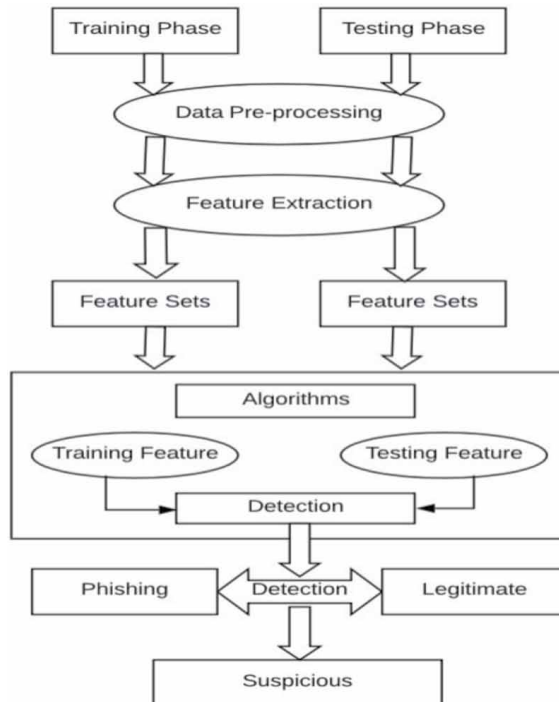 Training Phase
Testing Phase
Data Pre-processing
Feature Extraction
Feature Sets
Feature Sets
Algorithms
Training Feature
Testing Feature
Detection
Phishing
Detection
Legitimate
Suspicious